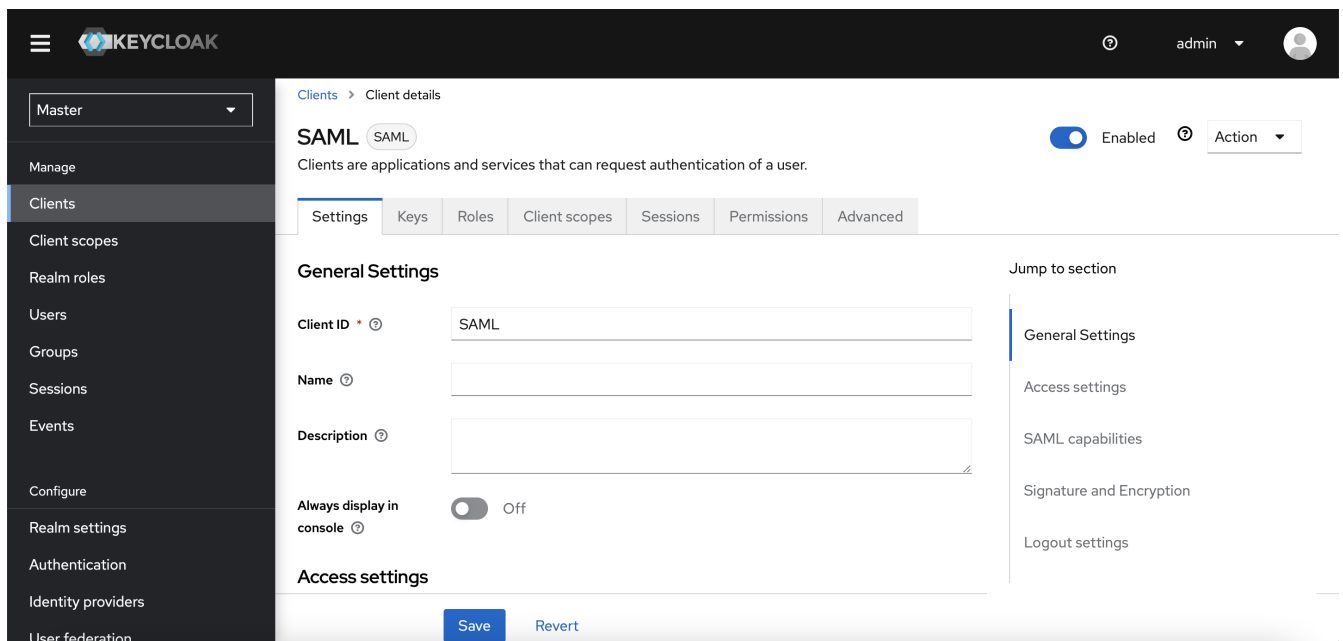 KEYCLOAK
admin
Master
Manage
Clients
Client scopes
Realm roles
Users
Groups
Sessions
Events
Configure
Realm settings
Authentication
Identity providers
User federation
Clients > Client details
SAML SAML
Enabled
Action
Clients are applications and services that can request authentication of a user.
Settings Keys Roles Client scopes Sessions Permissions Advanced
General Settings
Client ID * SAML
Name
Description
Always display in
console
Off
Access settings
Save Revert
Jump to section
General Settings
Access settings
SAML capabilities
Signature and Encryption
Logout settings